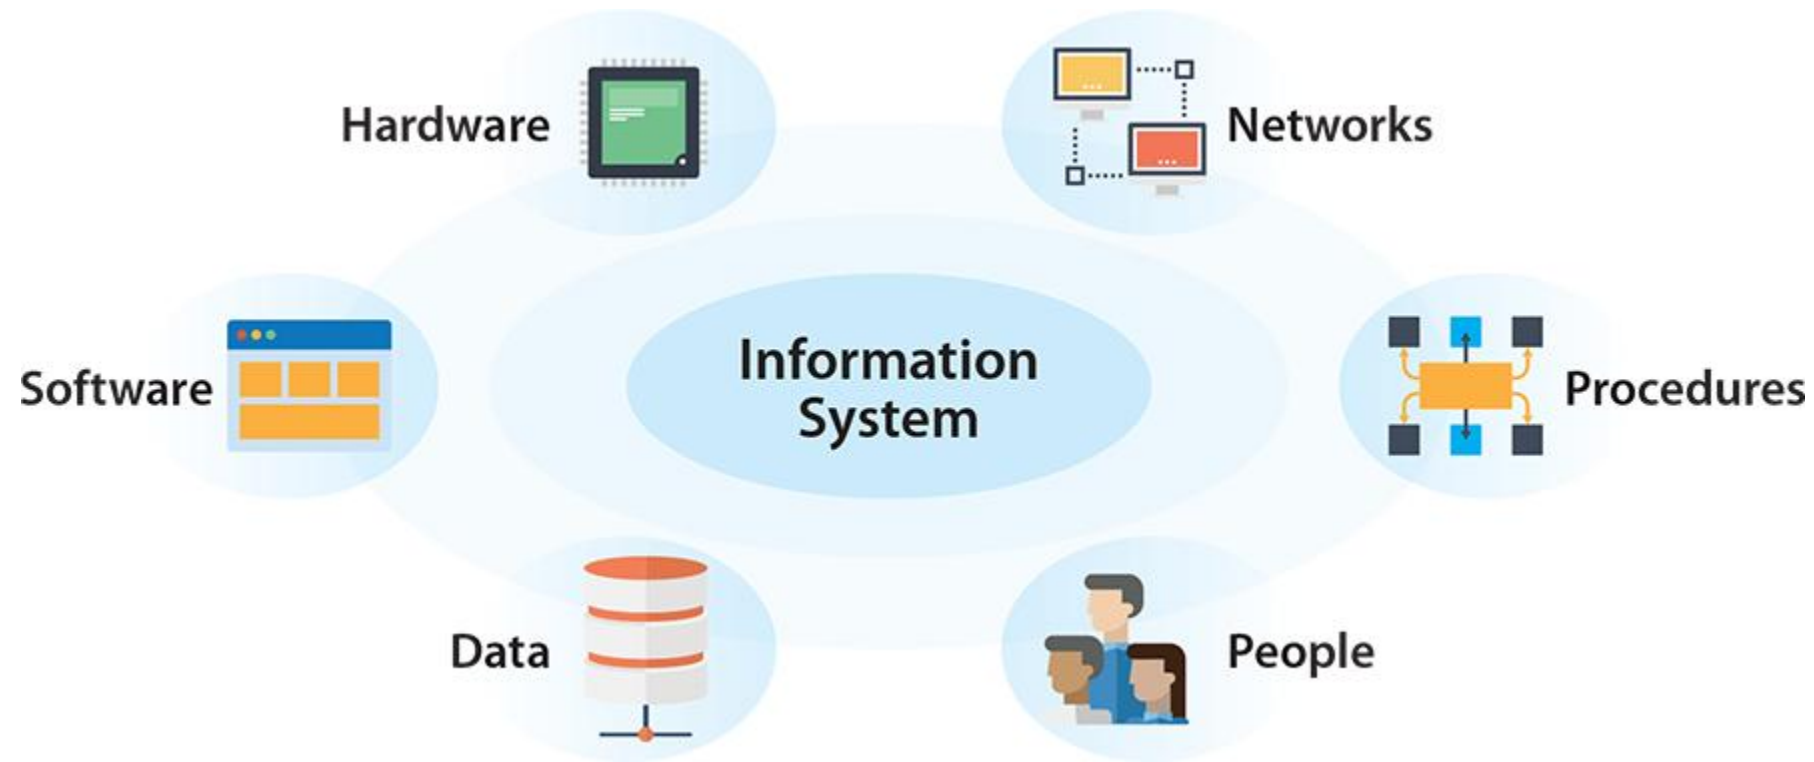 Hardware
Networks
Software
Information
System
Procedures
Data
People